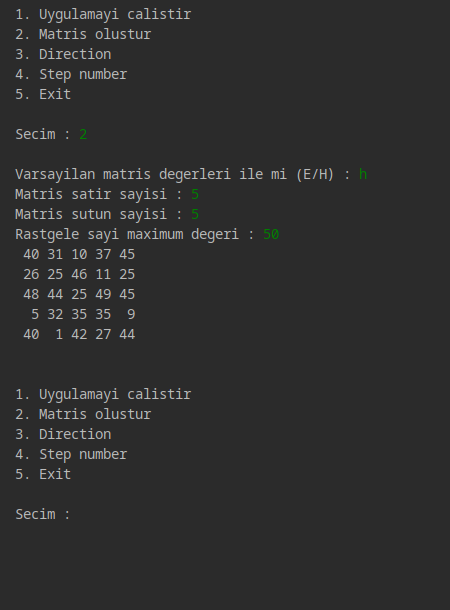 1. Uygulamayi calistir
2. Matris olustur
3. Direction
4. Step number
5. Exit
Secim : 2
Varsayilan matris degerleri ile mi (E/H) : h
Matris satir sayisi : 5
Matris sutun sayisi : 5
Rastgele sayi maximum degeri : 50
40 31 10 37 45
26 25 46 11 25
48 44 25 49 45
5 32 35 35 9
40 1 42 27 44
1. Uygulamayi calistir
2. Matris olustur
3. Direction
4. Step number
5. Exit
Secim :